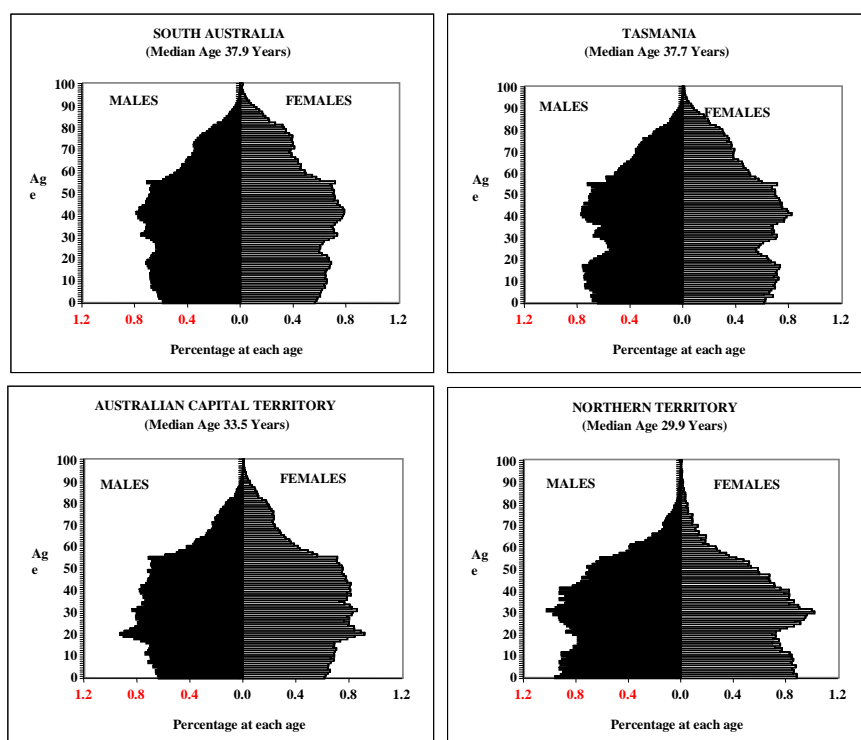 SOUTH AUSTRALIA
(Median Age 37.9 Years)
100
90
80
70
60
50
40
30
20
10
0
MALES
FEMALES
Ag
e
1.2 0.8 0.4 0.0 0.4 0.8 1.2
Percentage at each age
TASMANIA
(Median Age 37.7 Years)
100
90
80
70
60
50
40
30
20
10
0
MALES
FEMALES
Ag
e
1.2 0.8 0.4 0.0 0.4 0.8 1.2
Percentage at each age
AUSTRALIAN CAPITAL TERRITORY
(Median Age 33.5 Years)
100
90
80
70
60
50
40
30
20
10
0
MALES
FEMALES
Ag
e
1.2 0.8 0.4 0.0 0.4 0.8 1.2
Percentage at each age
NORTHERN TERRITORY
(Median Age 29.9 Years)
100
90
80
70
60
50
40
30
20
10
0
MALES
FEMALES
Ag
e
1.2 0.8 0.4 0.0 0.4 0.8 1.2
Percentage at each age